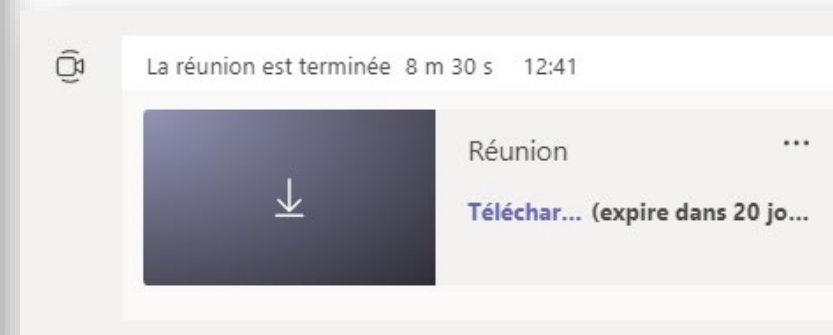 La réunion est terminée 8 m 30 s 12:41
Réunion
Téléchar... (expire dans 20 jo...